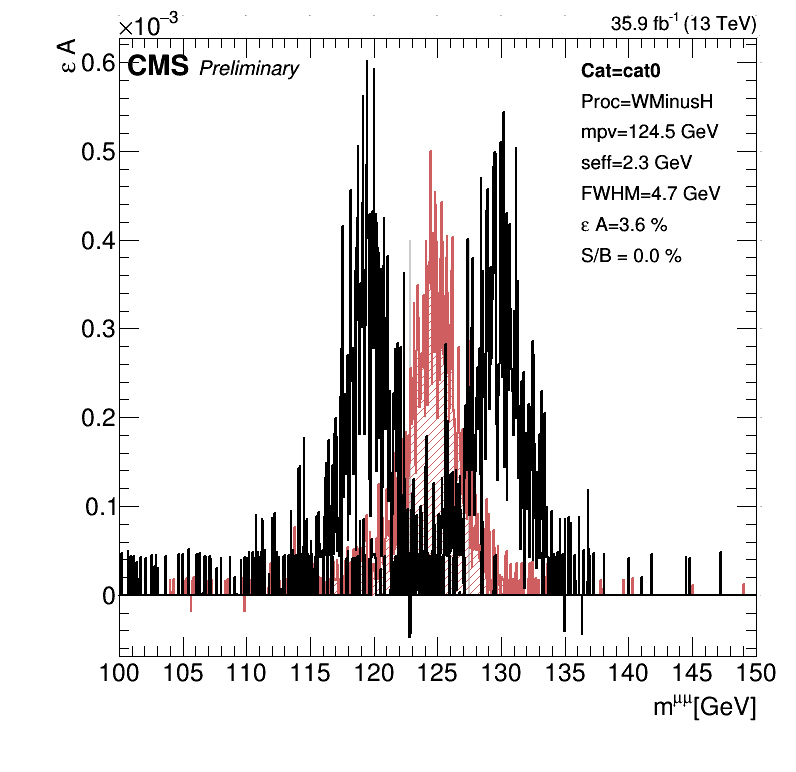 ×10⁻³
35.9 fb⁻¹ (13 TeV)
ε A
CMS Preliminary
Cat=cat0
Proc=WMinusH
mpv=124.5 GeV
seff=2.3 GeV
FWHM=4.7 GeV
ε A=3.6 %
S/B = 0.0 %
0.6
0.5
0.4
0.3
0.2
0.1
0
100 105 110 115 120 125 130 135 140 145 150
m^μμ[GeV]